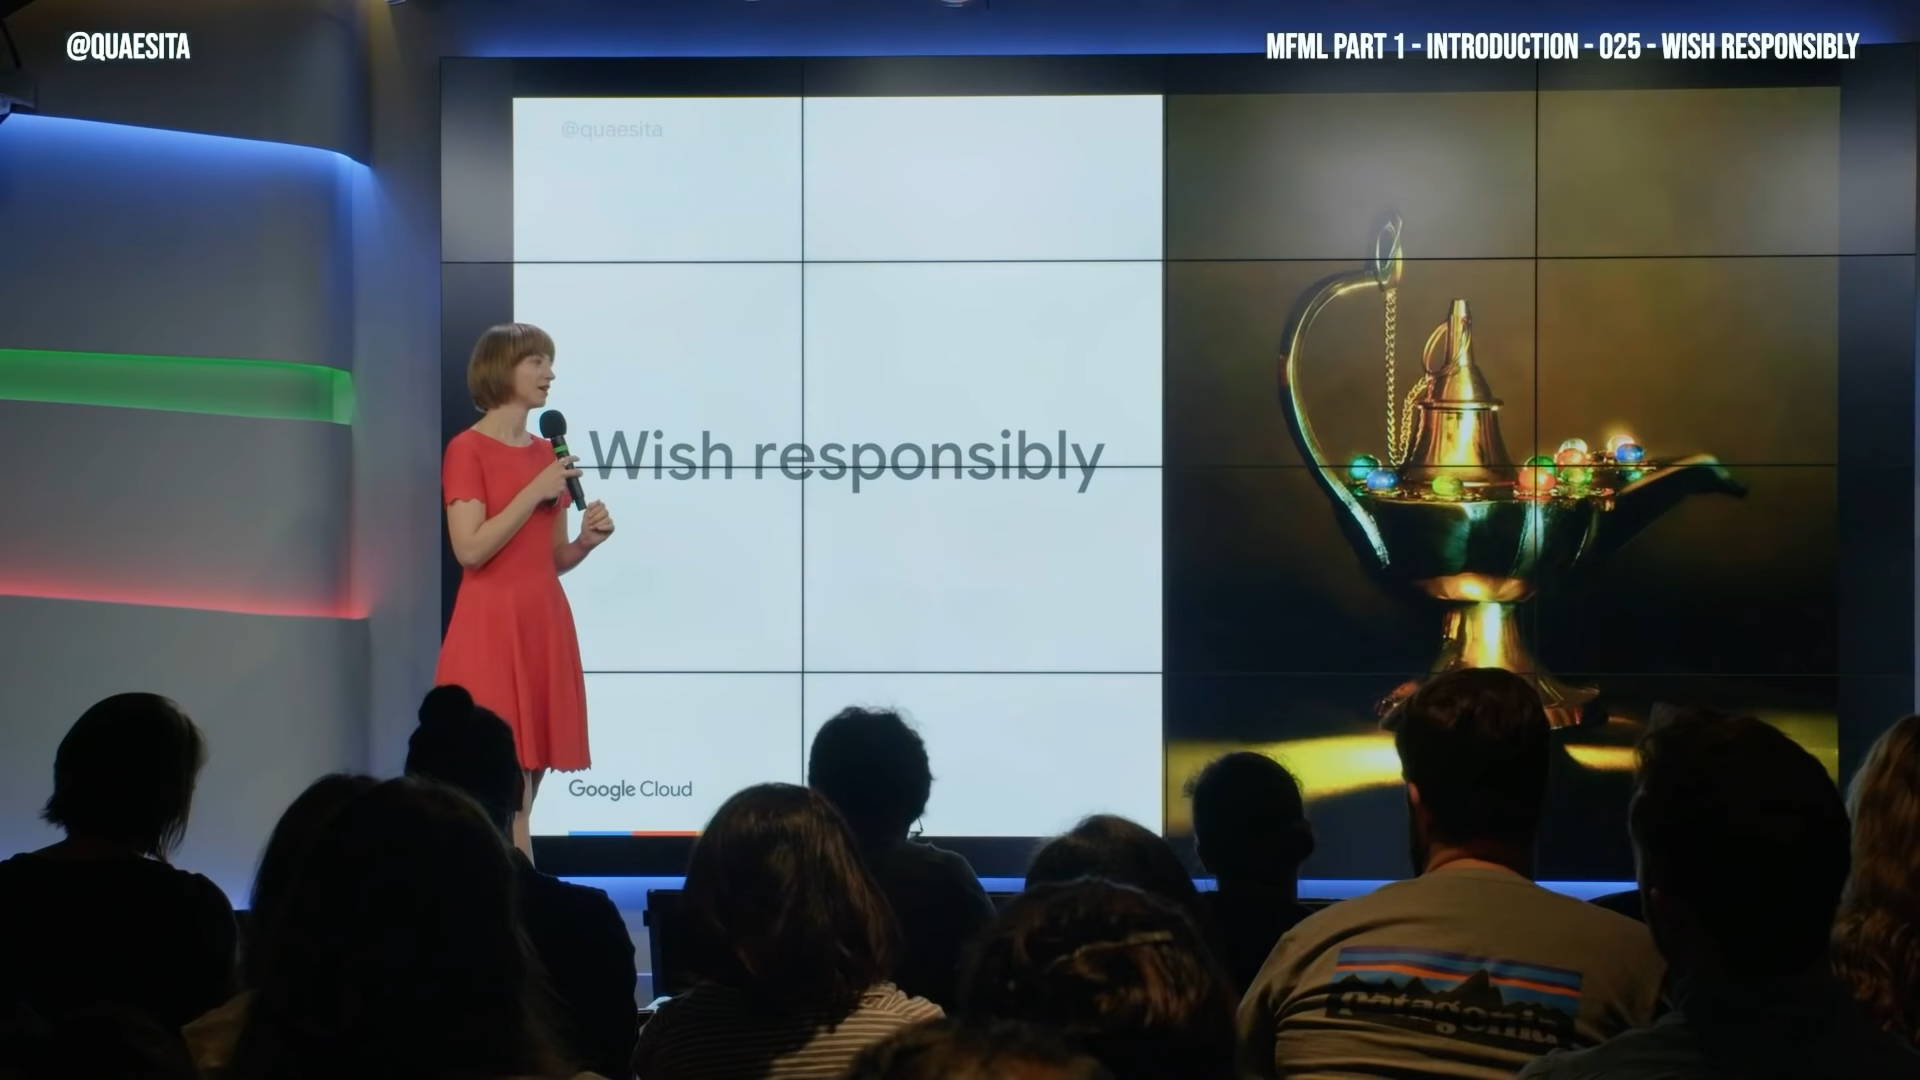 @QUAESITA
MFML PART 1 - INTRODUCTION - 025 - WISH RESPONSIBLY
@quaesita
Wish responsibly
Google Cloud
patagonia